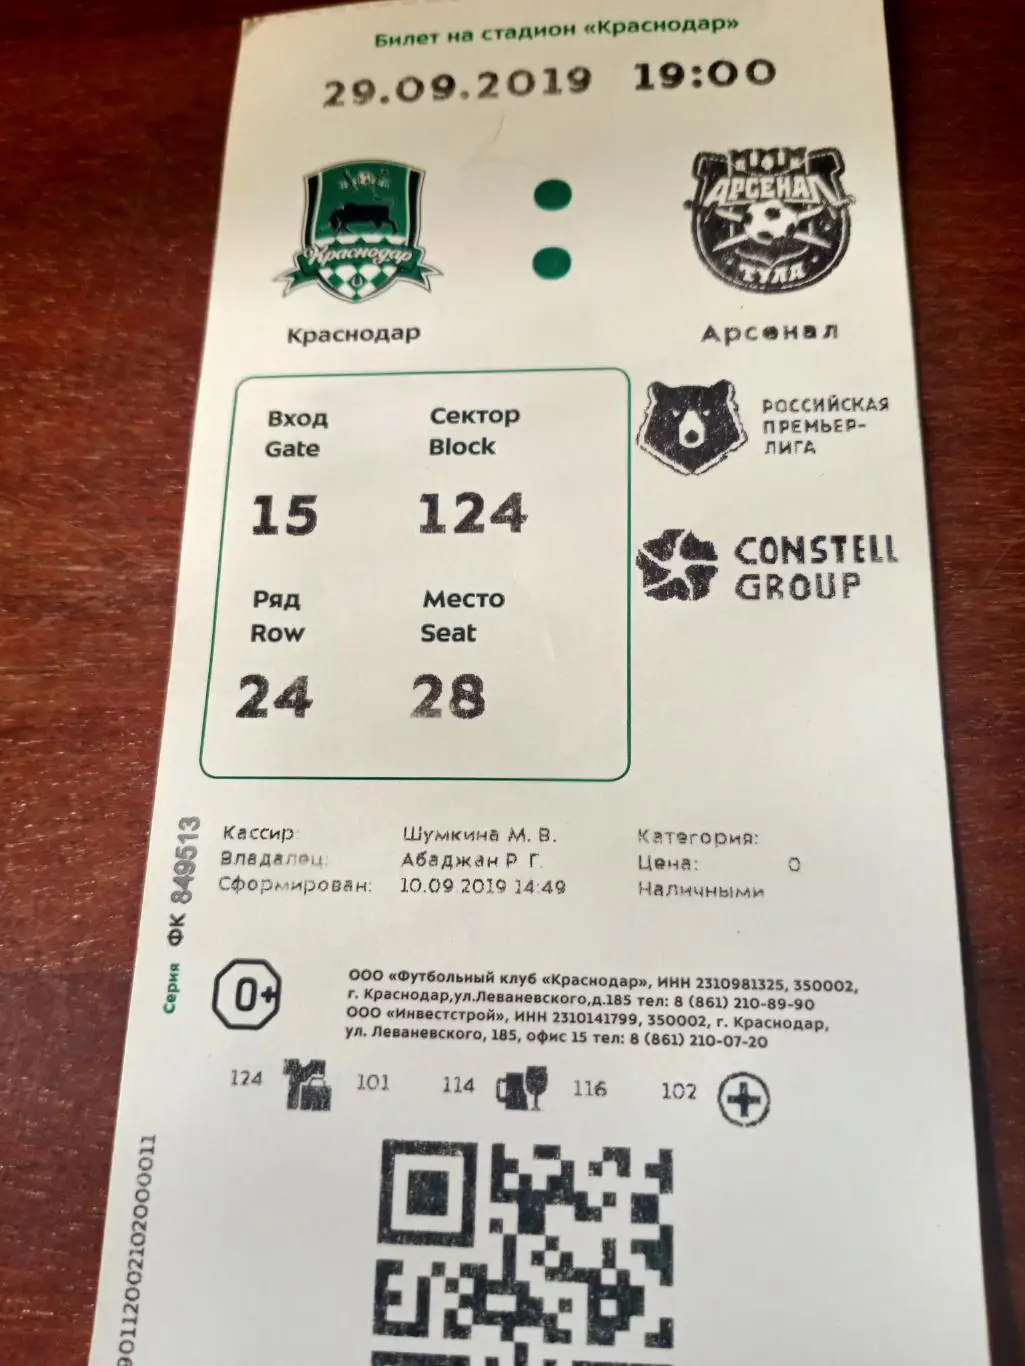 Билет на стадион «Краснодар»
29.09.2019 19:00
Краснодар
АРСЕНАЛ
ТУЛА
Краснодар
Арсенал
Вход
Gate
15
Сектор
Block
124
Ряд
Row
24
Место
Seat
28
РОССИЙСКАЯ
ПРЕМЬЕР-
ЛИГА
CONSTELL
GROUP
Кассир: Шумкина М. В.
Владалец: Абаджан Р. Г.
Сформирован: 10.09.2019 14:49
Категория:
Цена: 0
Наличными
Серия ФК 849513
0+
ООО «Футбольный клуб «Краснодар», ИНН 2310981325, 350002,
г. Краснодар,ул.Леваневского,д.185 тел: 8 (861) 210-89-90
ООО «Инвестстрой», ИНН 2310141799, 350002, г. Краснодар,
ул. Леваневского, 185, офис 15 тел: 8 (861) 210-07-20
124 101 114 116 102
9011200210200001​1